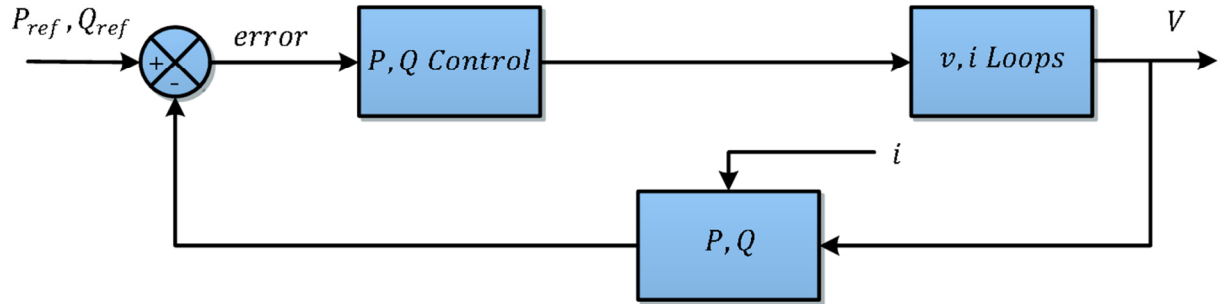 P_ref, Q_ref
error
+
-
P, Q Control
v, i Loops
V
i
P, Q